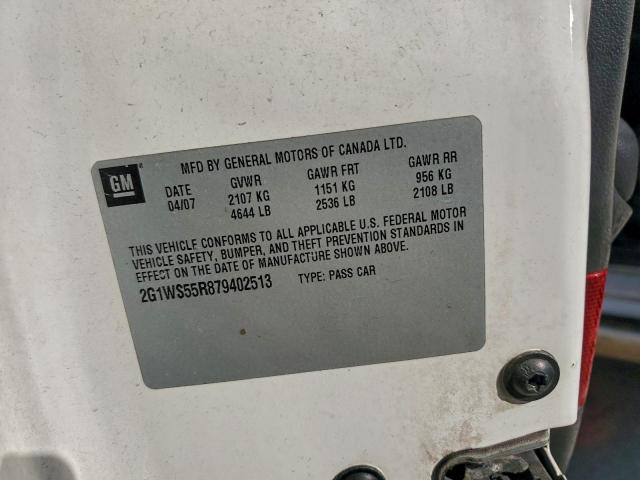 MFD BY GENERAL MOTORS OF CANADA LTD.
GM
DATE GVWR GAWR FRT GAWR RR
04/07 2107 KG 1151 KG 956 KG
4644 LB 2536 LB 2108 LB
THIS VEHICLE CONFORMS TO ALL APPLICABLE U.S. FEDERAL MOTOR
VEHICLE SAFETY, BUMPER, AND THEFT PREVENTION STANDARDS IN
EFFECT ON THE DATE OF MANUFACTURE SHOWN ABOVE.
2G1WS55R879402513 TYPE: PASS CAR